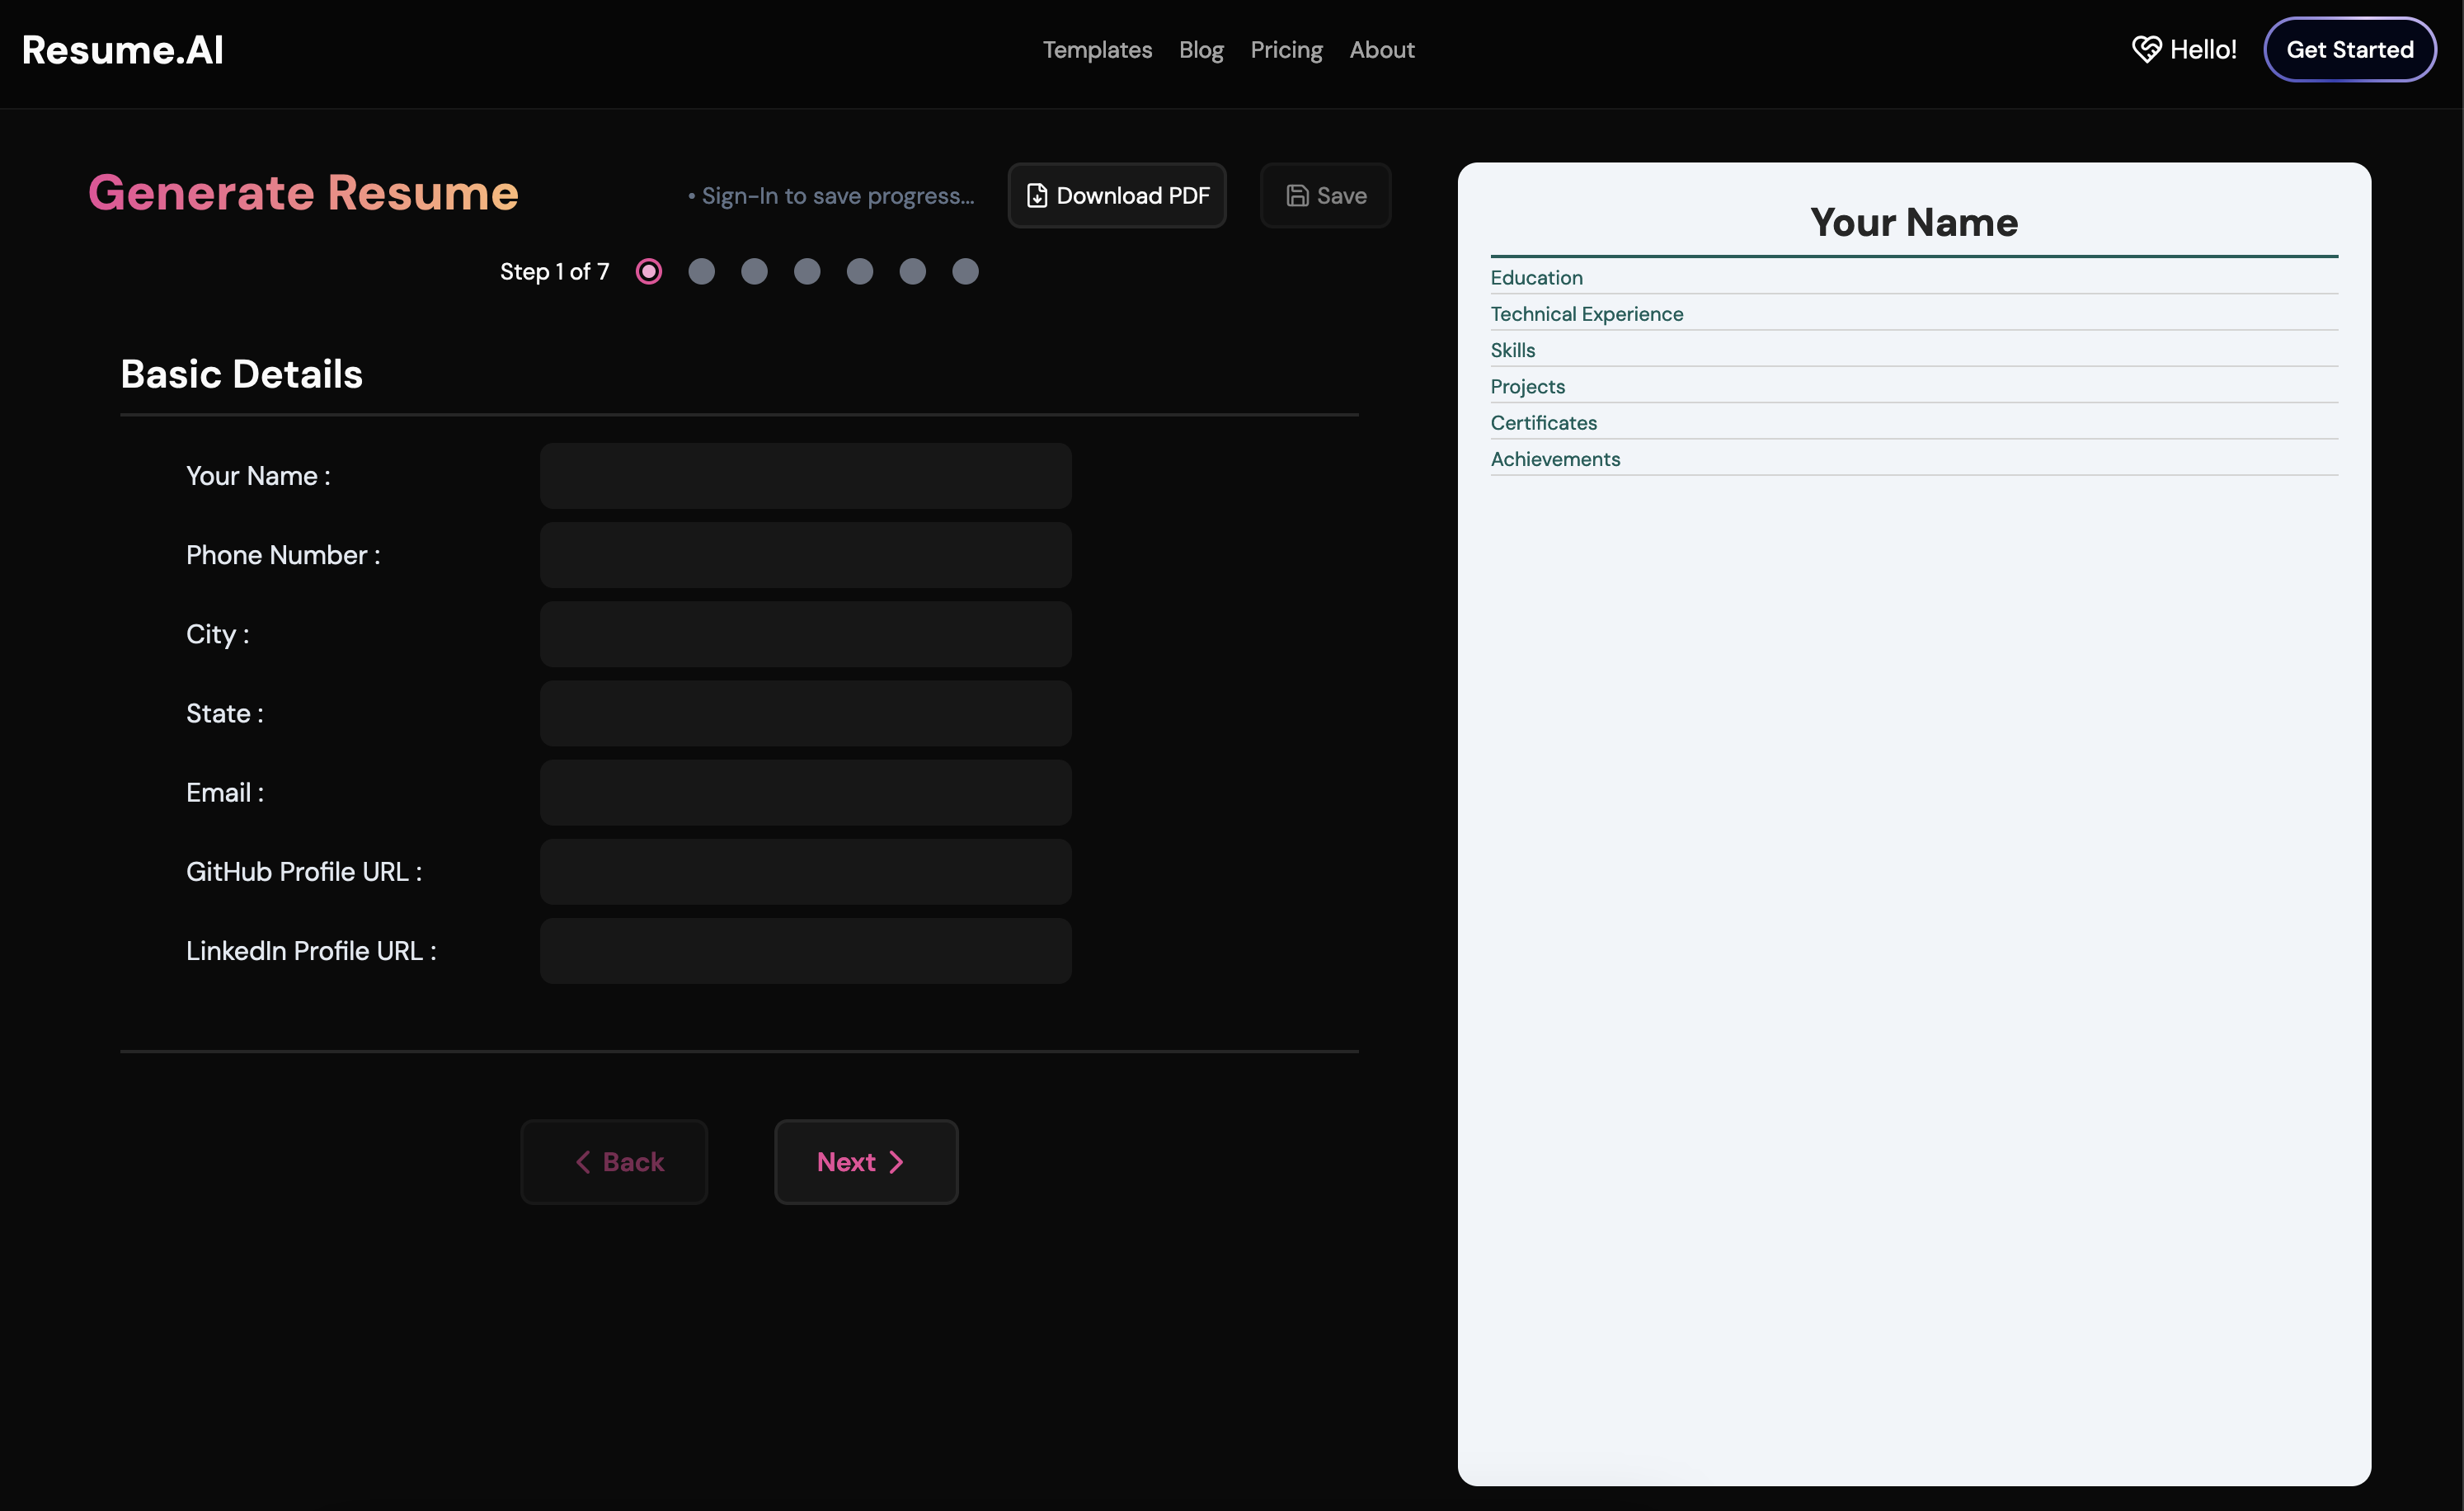 Resume.AI
Templates Blog Pricing About
Hello!
Get Started
Generate Resume
• Sign-In to save progress...
Download PDF
Save
Step 1 of 7
Basic Details
Your Name :
Phone Number :
City :
State :
Email :
GitHub Profile URL :
LinkedIn Profile URL :
Back
Next
Your Name
Education
Technical Experience
Skills
Projects
Certificates
Achievements